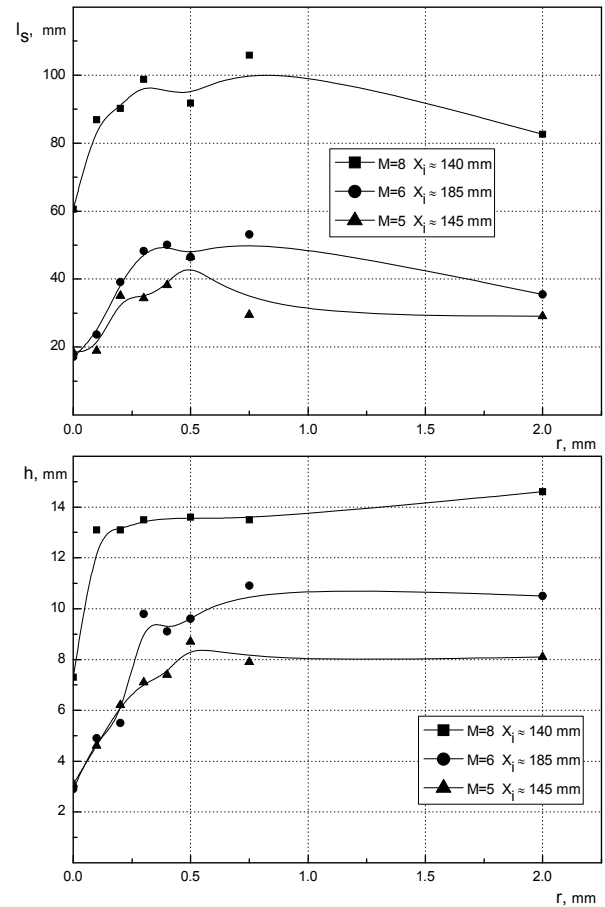 l_s, mm
100
80
60
40
20
M=8 X_i ≈ 140 mm
M=6 X_i ≈ 185 mm
M=5 X_i ≈ 145 mm
0.0 0.5 1.0 1.5 2.0
r, mm
h, mm
14
12
10
8
6
4
2
M=8 X_i ≈ 140 mm
M=6 X_i ≈ 185 mm
M=5 X_i ≈ 145 mm
0.0 0.5 1.0 1.5 2.0
r, mm